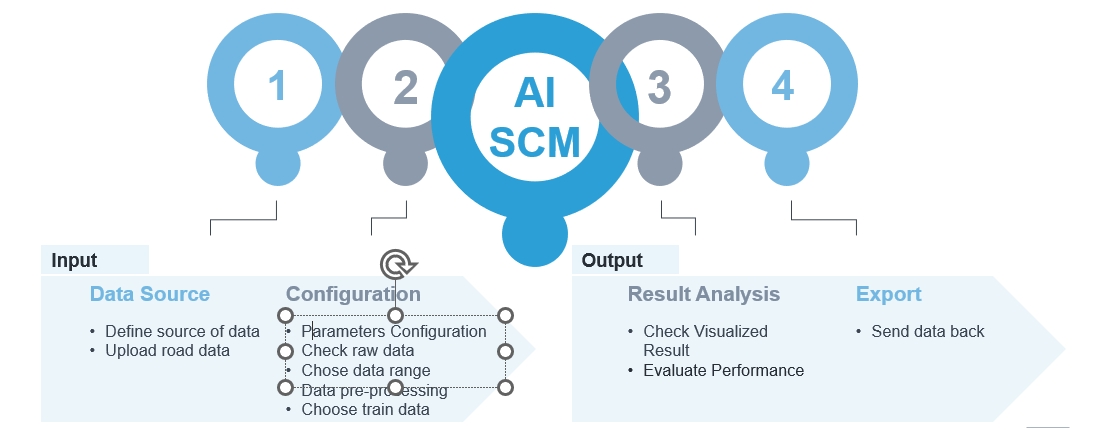 1
2
AI
SCM
3
4
Input
Data Source
• Define source of data
• Upload road data
Configuration
• Parameters Configuration
• Check raw data
• Chose data range
• Data pre-processing
• Choose train data
Output
Result Analysis
• Check Visualized
Result
• Evaluate Performance
Export
• Send data back